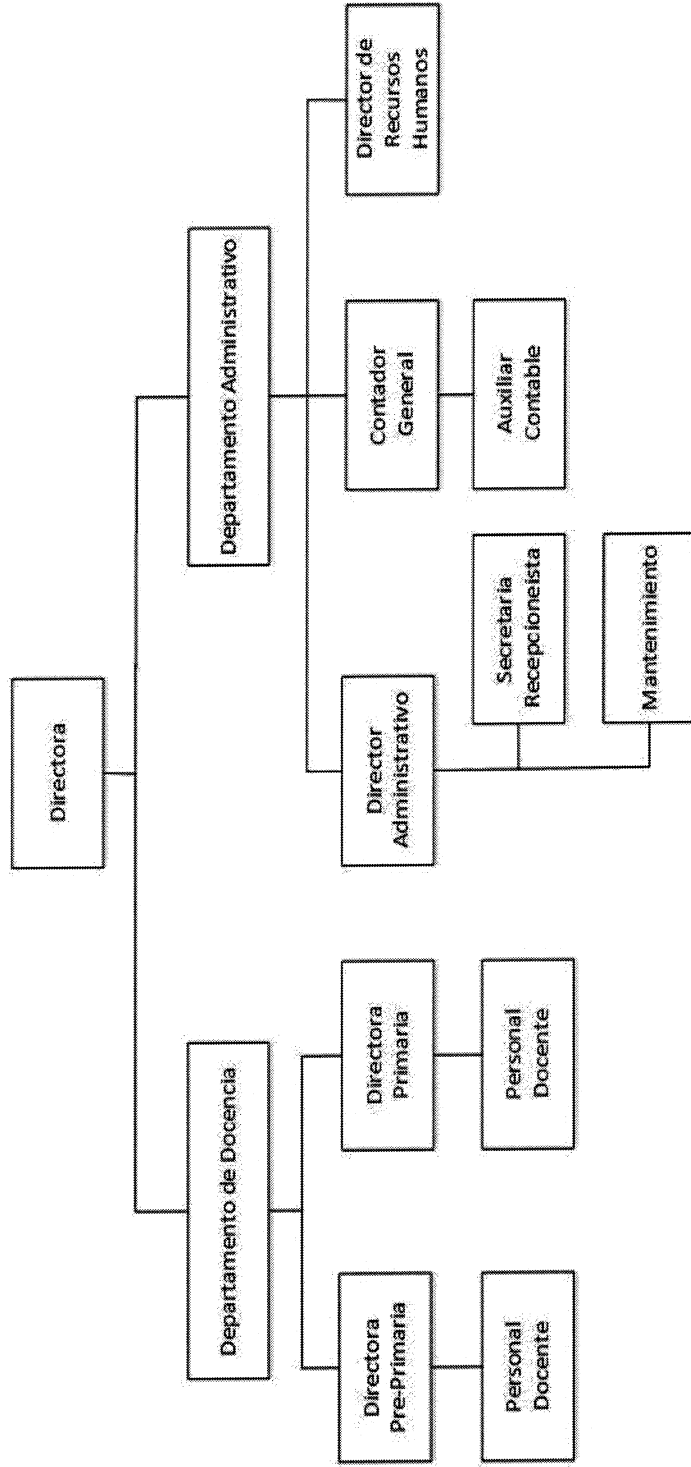 Directora
Departamento de Docencia
Departamento Administrativo
Directora
Pre-Primaria
Directora
Primaria
Director
Administrativo
Contador
General
Director de
Recursos
Humanos
Personal
Docente
Personal
Docente
Secretaria
Recepcioneista
Auxiliar
Contable
Mantenimiento